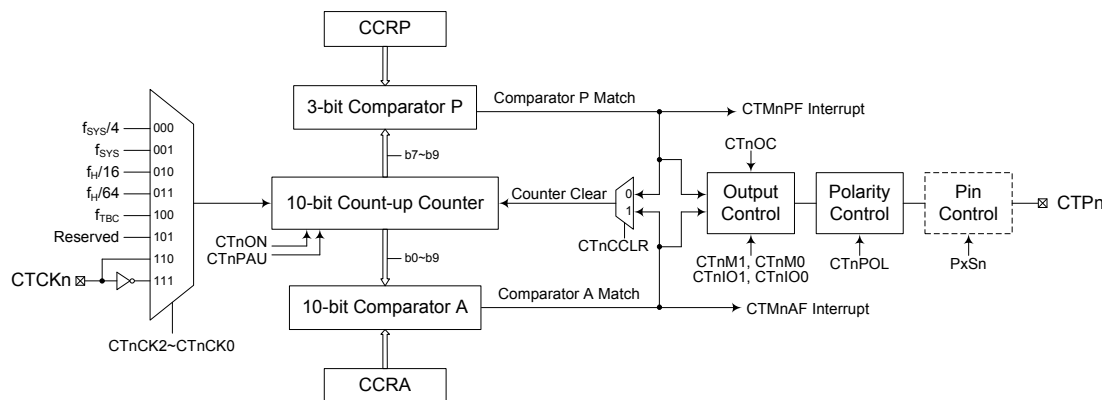 CCRP
3-bit Comparator P
Comparator P Match
CTMnPF Interrupt
fSYS/4
000
fSYS
001
fH/16
010
fH/64
011
fTBC
100
Reserved
101
110
111
CTCKn
CTnCK2~CTnCK0
b7~b9
10-bit Count-up Counter
CTnON
CTnPAU
b0~b9
Counter Clear
0
1
CTnCCLR
CTnOC
Output
Control
CTnM1, CTnM0
CTnIO1, CTnIO0
Polarity
Control
CTnPOL
Pin
Control
PxSn
CTPn
10-bit Comparator A
Comparator A Match
CTMnAF Interrupt
CCRA